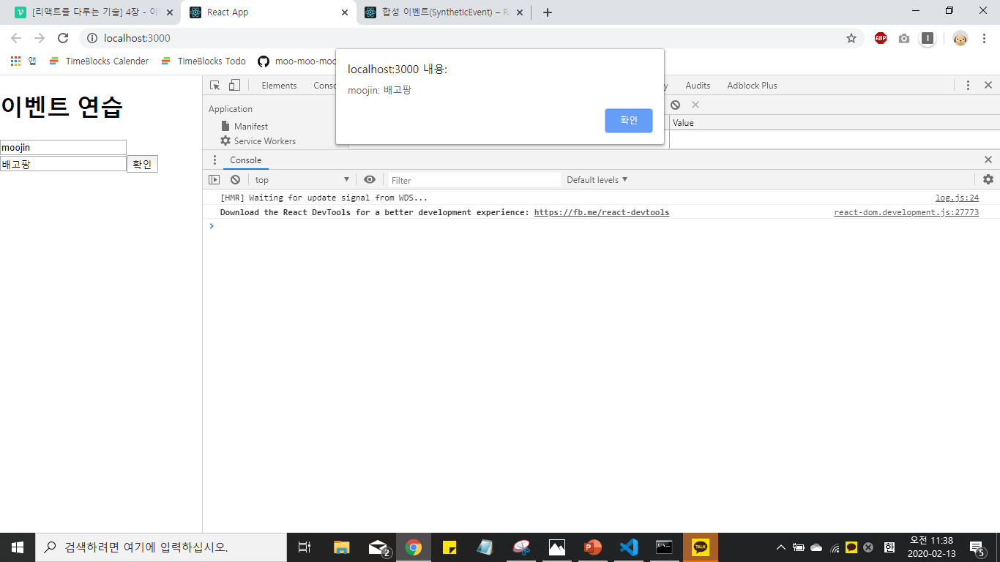 [리액트를 다루는 기술] 4장 - 이
React App
합성 이벤트(SyntheticEvent) – R
localhost:3000
ABP
앱
TimeBlocks Calender
TimeBlocks Todo
moo-moo-moo
localhost:3000 내용:
moojin: 배고팡
확인
이벤트 연습
moojin
배고팡
확인
Elements
Conso
y
Audits
Adblock Plus
Application
Manifest
Service Workers
Value
Console
top
Filter
Default levels
[HMR] Waiting for update signal from WDS...
log.js:24
Download the React DevTools for a better development experience: https://fb.me/react-devtools
react-dom.development.js:27773
검색하려면 여기에 입력하십시오.
2
TALK
한
오전 11:38
2020-02-13
5